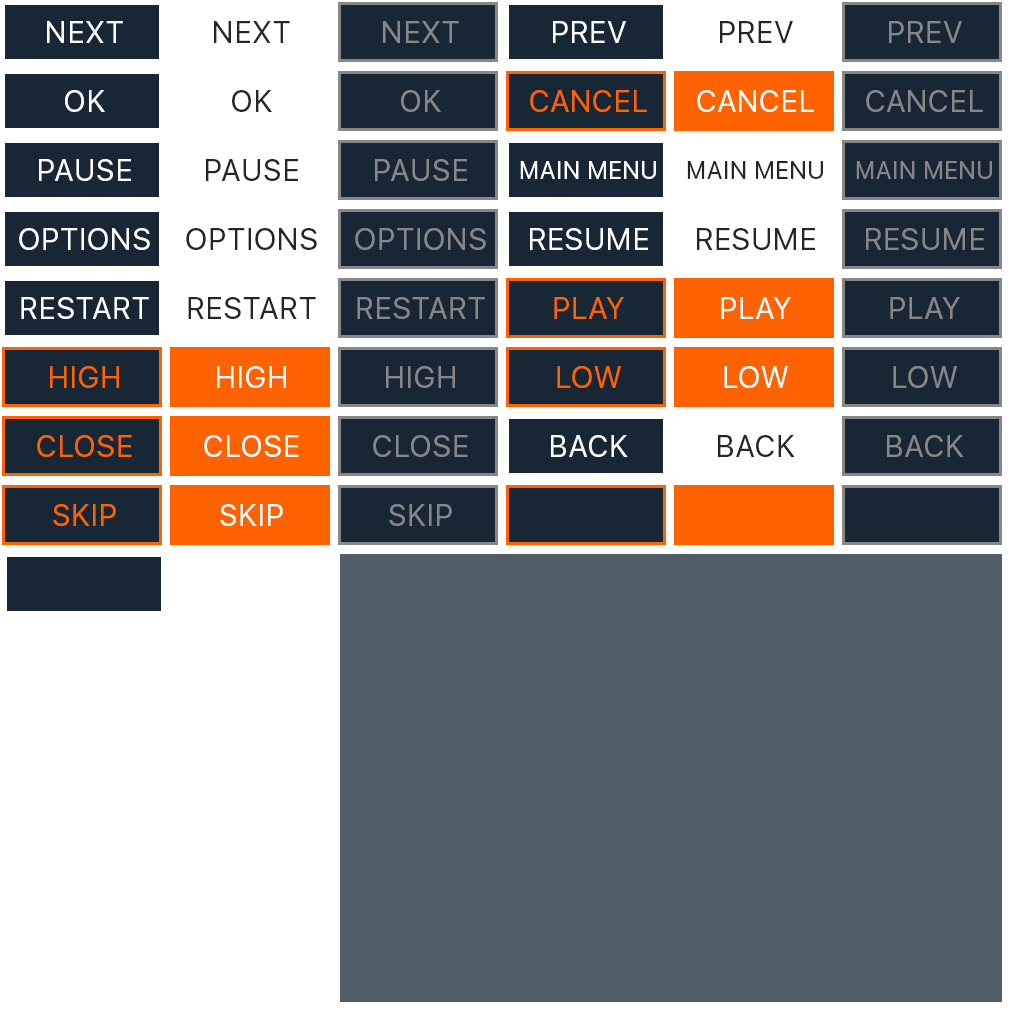 NEXT NEXT NEXT PREV PREV PREV
OK OK OK CANCEL CANCEL CANCEL
PAUSE PAUSE PAUSE MAIN MENU MAIN MENU MAIN MENU
OPTIONS OPTIONS OPTIONS RESUME RESUME RESUME
RESTART RESTART RESTART PLAY PLAY PLAY
HIGH HIGH HIGH LOW LOW LOW
CLOSE CLOSE CLOSE BACK BACK BACK
SKIP SKIP SKIP